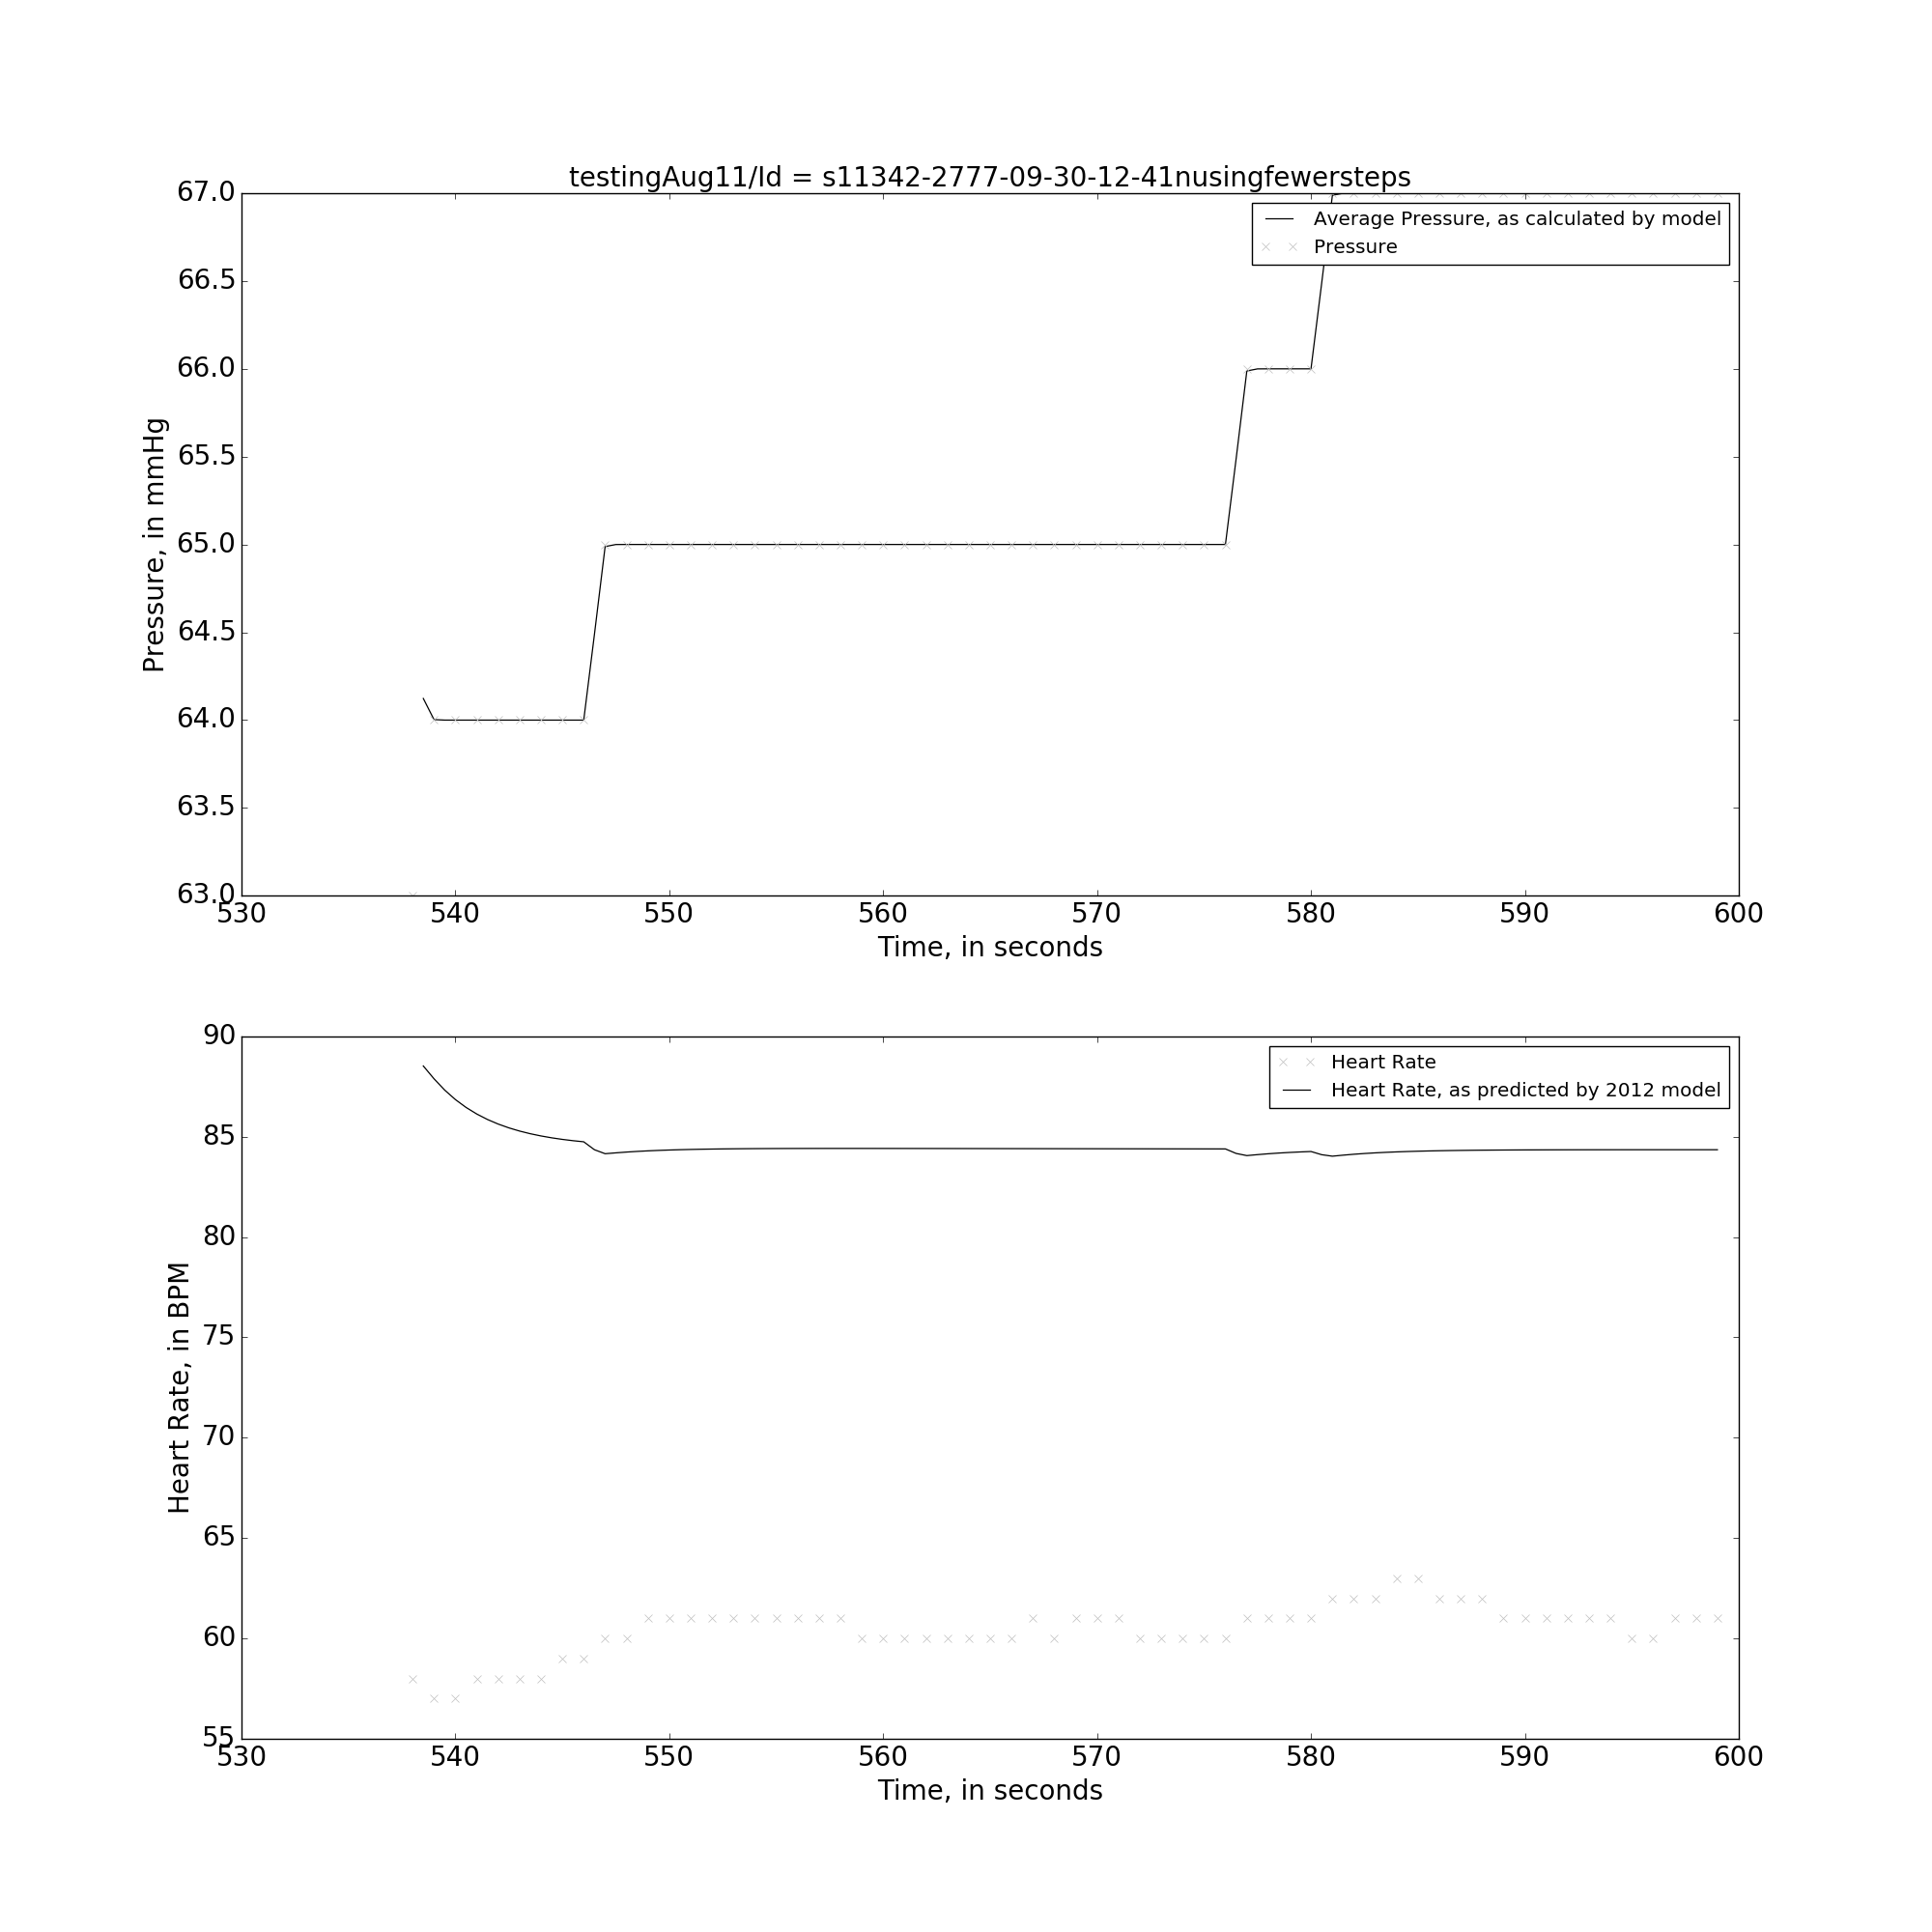 testingAug11/Id = s11342-2777-09-30-12-41nusingfewersteps
67.0
66.5
66.0
65.5
65.0
64.5
64.0
63.5
63.0
Pressure, in mmHg
Average Pressure, as calculated by model
Pressure
530 540 550 560 570 580 590 600
Time, in seconds
90
85
80
75
70
65
60
55
Heart Rate, in BPM
Heart Rate
Heart Rate, as predicted by 2012 model
530 540 550 560 570 580 590 600
Time, in seconds